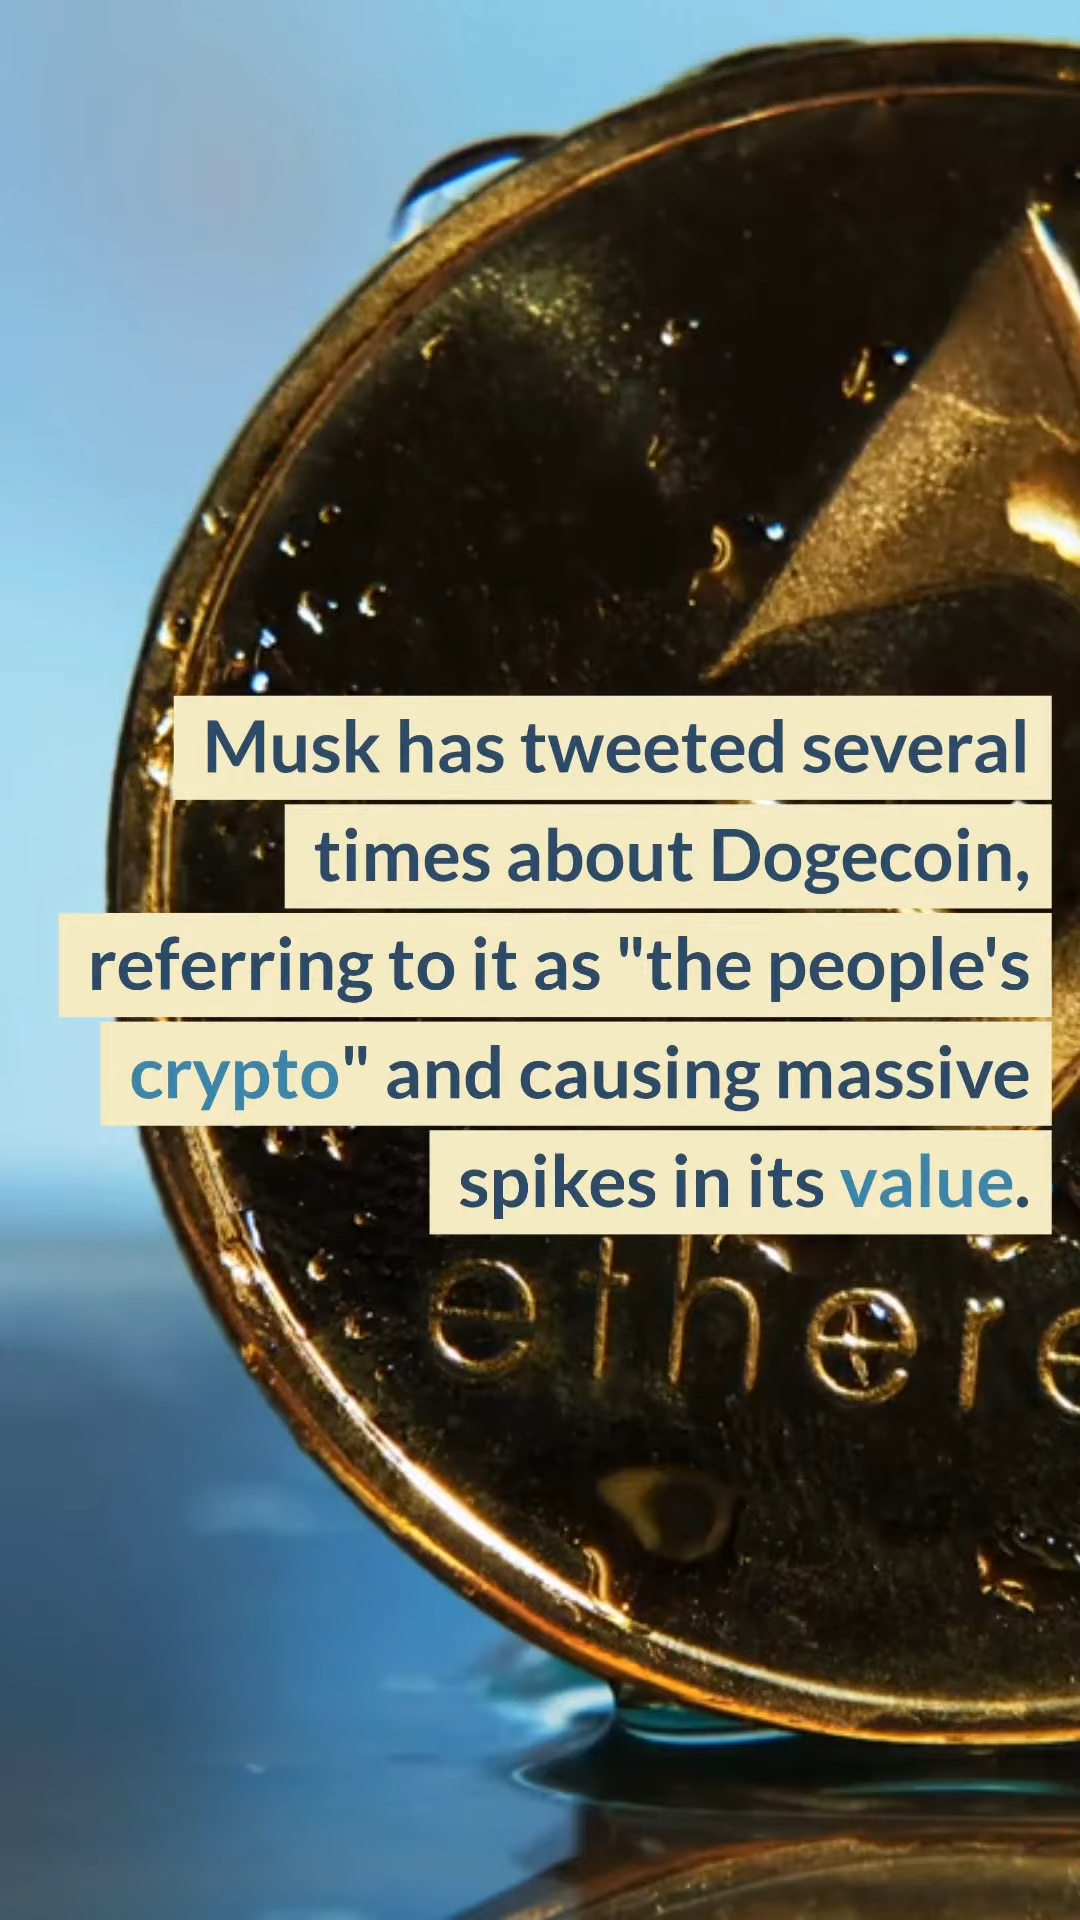 Musk has tweeted several
times about Dogecoin,
referring to it as "the people's
crypto" and causing massive
spikes in its value.
ethere